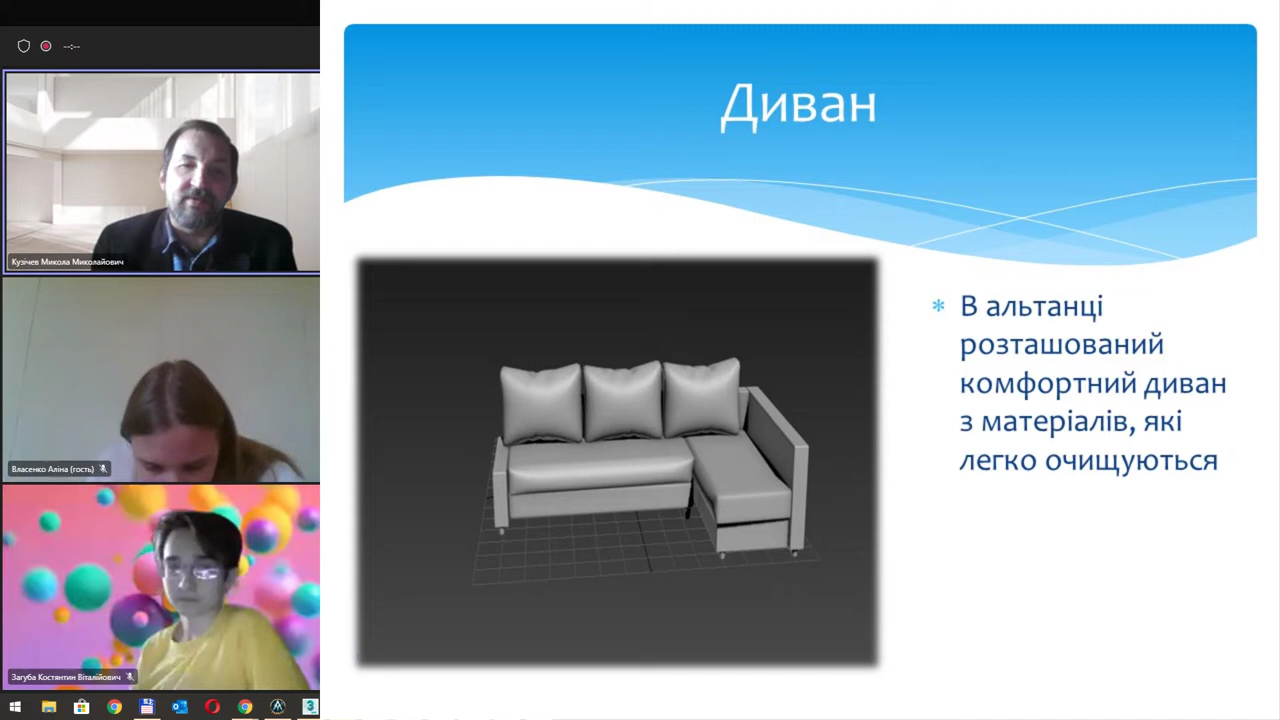 --:--
Кузічев Микола Миколайович
Власенко Аліна (гость)
Загуба Костянтин Віталійович
Диван
* В альтанці
розташований
комфортний диван
з матеріалів, які
легко очищуються